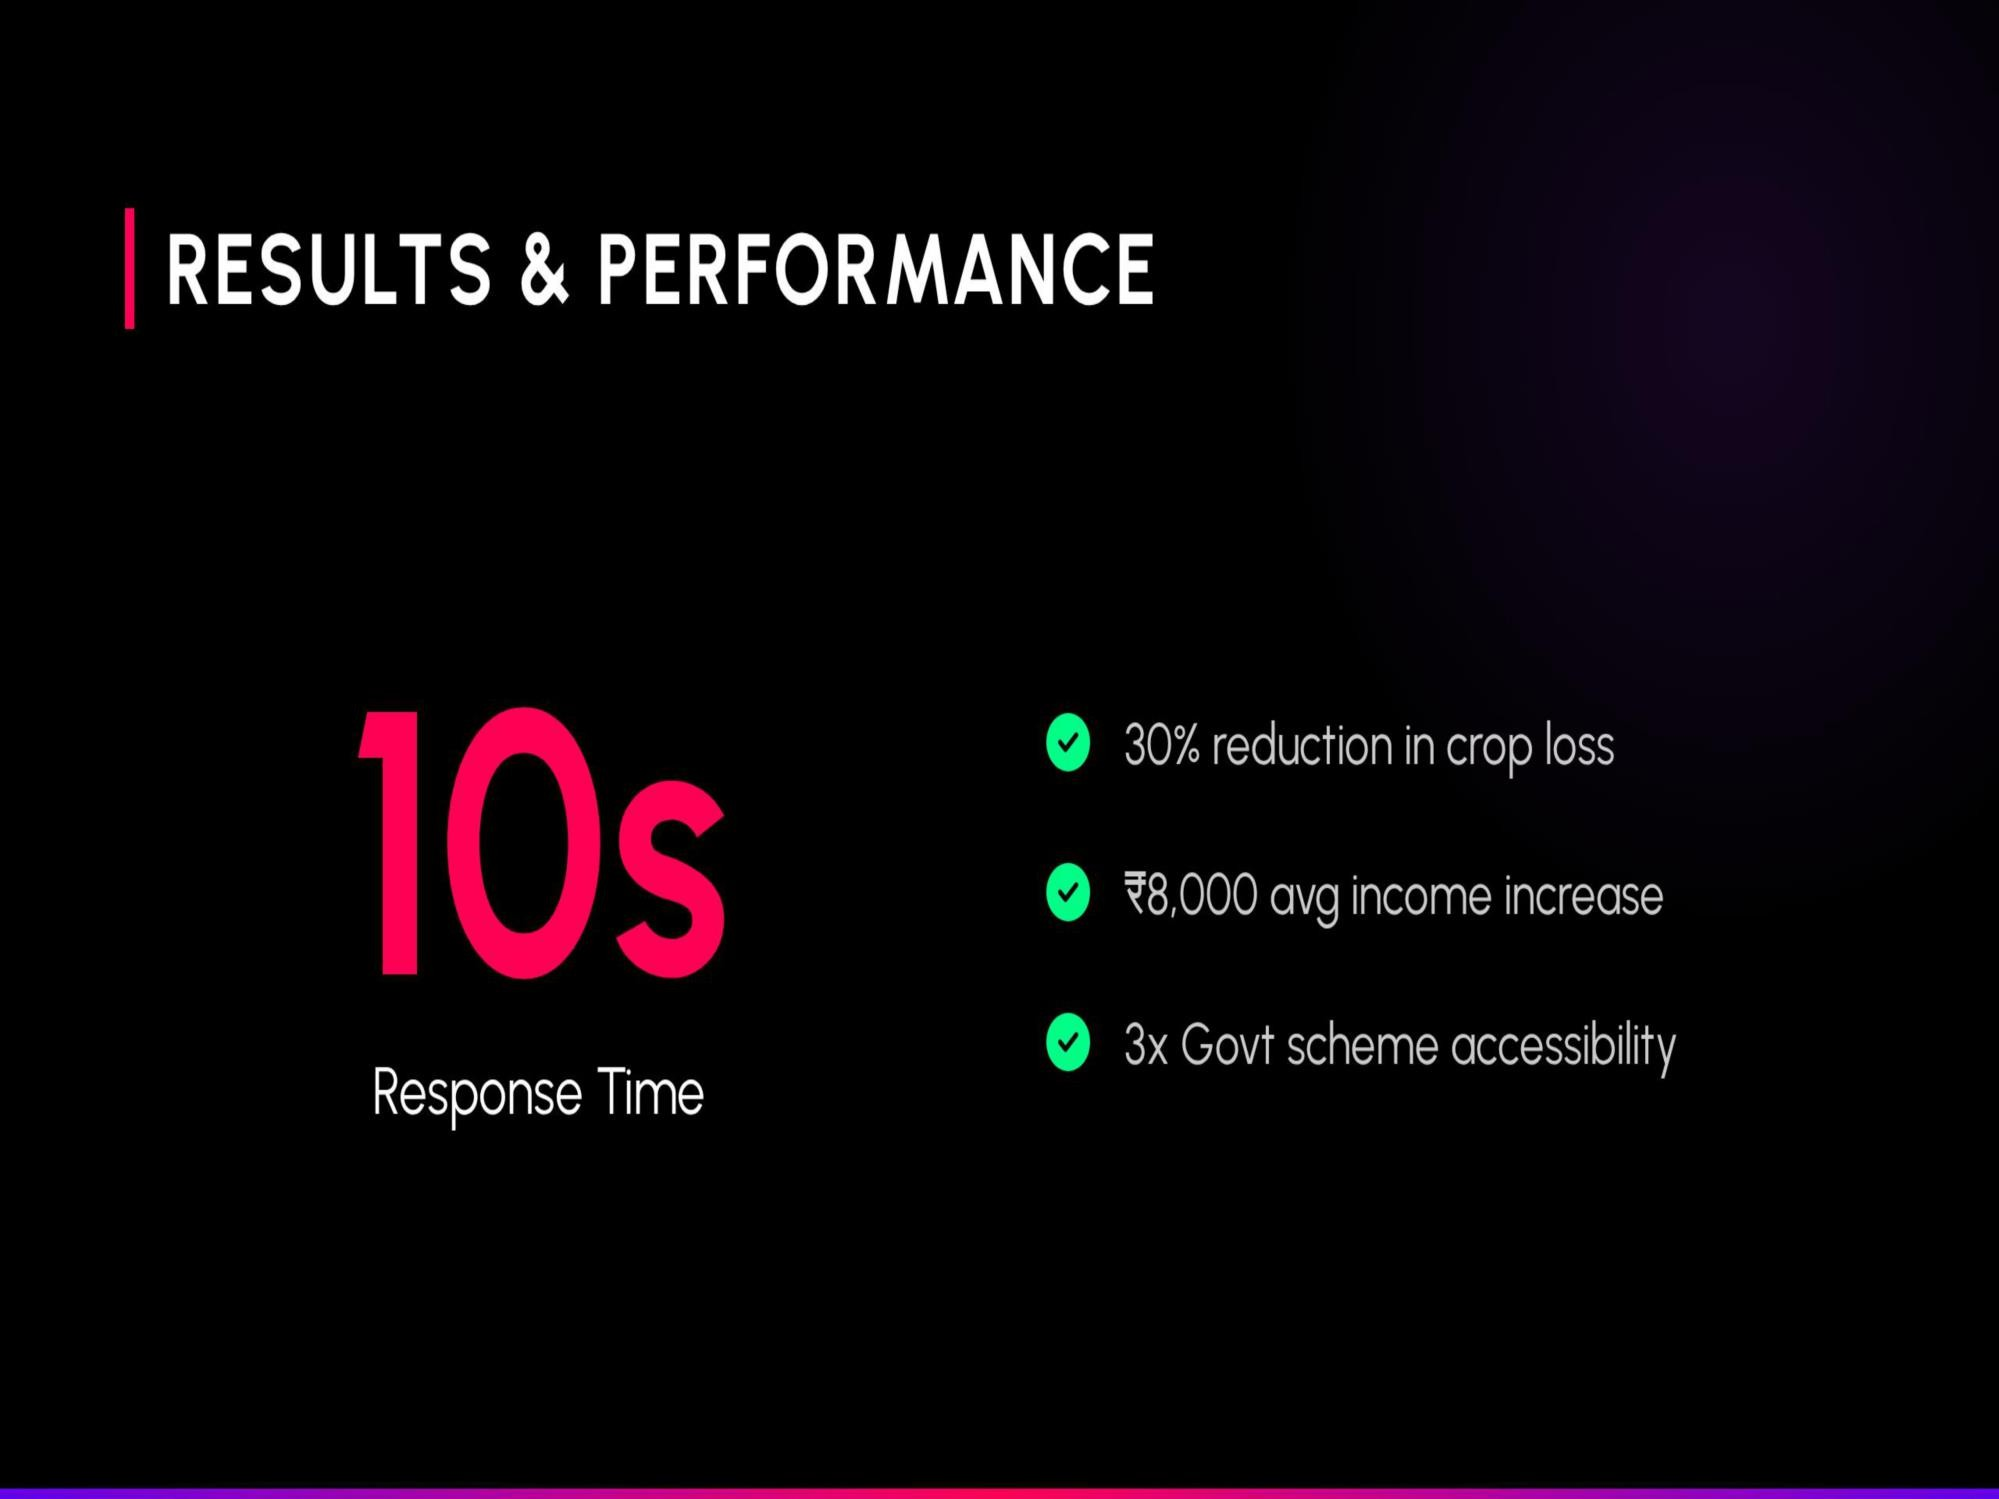 RESULTS & PERFORMANCE
10s
Response Time
30% reduction in crop loss
₹8,000 avg income increase
3x Govt scheme accessibility